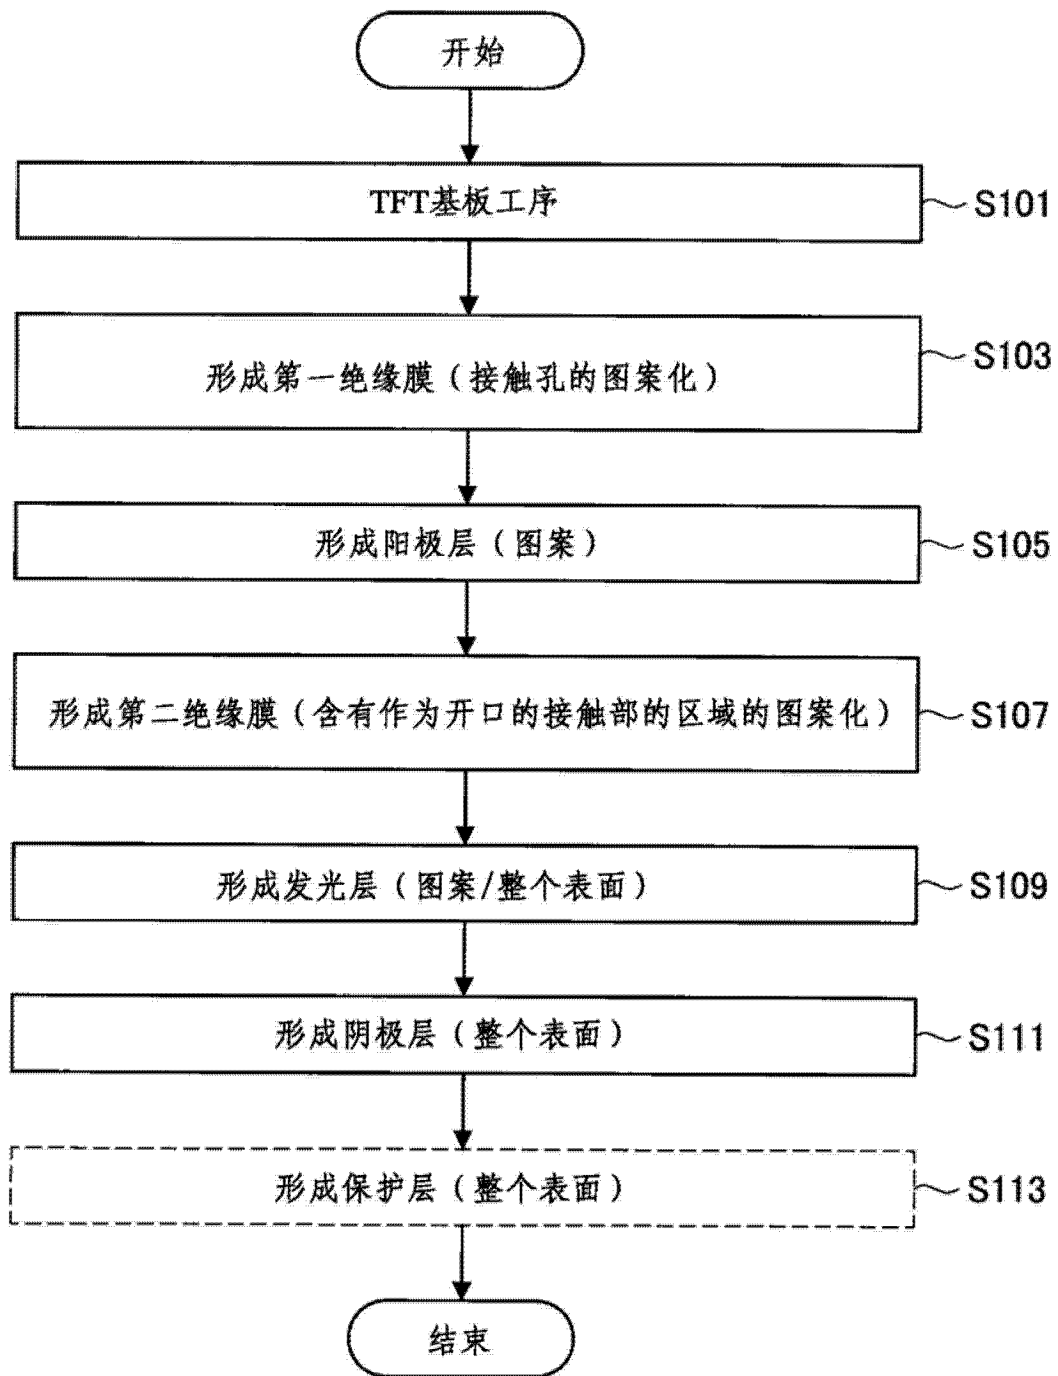 开始
TFT基板工序
S101
形成第一绝缘膜（接触孔的图案化）
S103
形成阳极层（图案）
S105
形成第二绝缘膜（含有作为开口的接触部的区域的图案化）
S107
形成发光层（图案/整个表面）
S109
形成阴极层（整个表面）
S111
形成保护层（整个表面）
S113
结束